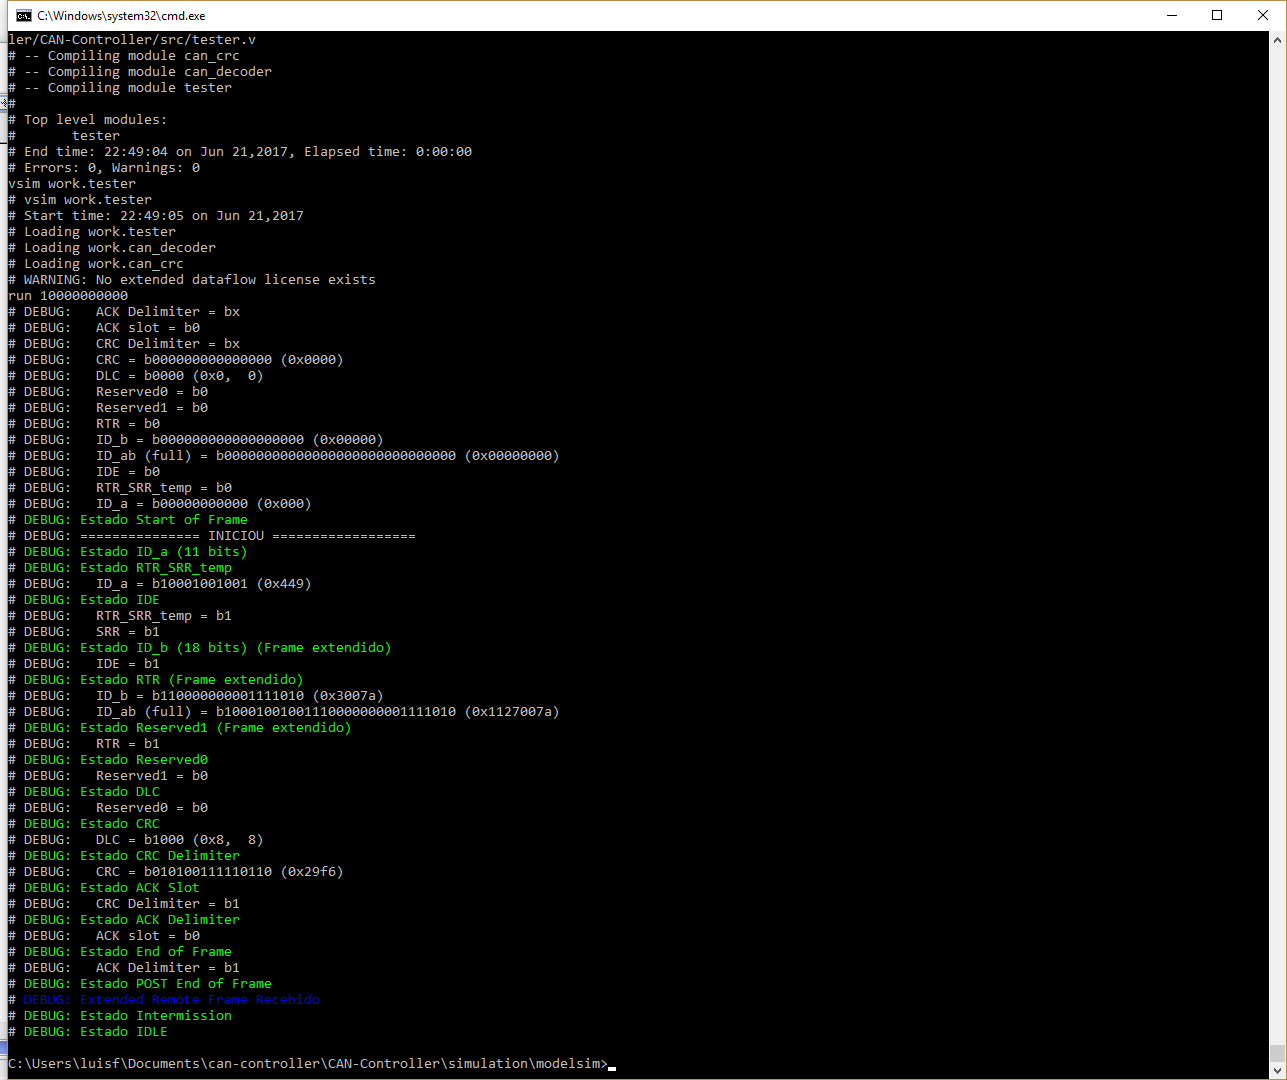 C:\Windows\system32\cmd.exe
ler/CAN-Controller/src/tester.v
# -- Compiling module can_crc
# -- Compiling module can_decoder
# -- Compiling module tester
#
# Top level modules:
#       tester
# End time: 22:49:04 on Jun 21,2017, Elapsed time: 0:00:00
# Errors: 0, Warnings: 0
vsim work.tester
# vsim work.tester
# Start time: 22:49:05 on Jun 21,2017
# Loading work.tester
# Loading work.can_decoder
# Loading work.can_crc
# WARNING: No extended dataflow license exists
run 10000000000
# DEBUG:   ACK Delimiter = bx
# DEBUG:   ACK slot = b0
# DEBUG:   CRC Delimiter = bx
# DEBUG:   CRC = b000000000000000 (0x0000)
# DEBUG:   DLC = b0000 (0x0,  0)
# DEBUG:   Reserved0 = b0
# DEBUG:   Reserved1 = b0
# DEBUG:   RTR = b0
# DEBUG:   ID_b = b000000000000000000 (0x00000)
# DEBUG:   ID_ab (full) = b00000000000000000000000000000 (0x00000000)
# DEBUG:   IDE = b0
# DEBUG:   RTR_SRR_temp = b0
# DEBUG:   ID_a = b00000000000 (0x000)
# DEBUG: Estado Start of Frame
# DEBUG: =============== INICIOU ==================
# DEBUG: Estado ID_a (11 bits)
# DEBUG: Estado RTR_SRR_temp
# DEBUG:   ID_a = b10001001001 (0x449)
# DEBUG: Estado IDE
# DEBUG:   RTR_SRR_temp = b1
# DEBUG:   SRR = b1
# DEBUG: Estado ID_b (18 bits) (Frame extendido)
# DEBUG:   IDE = b1
# DEBUG: Estado RTR (Frame extendido)
# DEBUG:   ID_b = b110000000001111010 (0x3007a)
# DEBUG:   ID_ab (full) = b10001001001110000000001111010 (0x1127007a)
# DEBUG: Estado Reserved1 (Frame extendido)
# DEBUG:   RTR = b1
# DEBUG: Estado Reserved0
# DEBUG:   Reserved1 = b0
# DEBUG: Estado DLC
# DEBUG:   Reserved0 = b0
# DEBUG: Estado CRC
# DEBUG:   DLC = b1000 (0x8,  8)
# DEBUG: Estado CRC Delimiter
# DEBUG:   CRC = b010100111110110 (0x29f6)
# DEBUG: Estado ACK Slot
# DEBUG:   CRC Delimiter = b1
# DEBUG: Estado ACK Delimiter
# DEBUG:   ACK slot = b0
# DEBUG: Estado End of Frame
# DEBUG:   ACK Delimiter = b1
# DEBUG: Estado POST End of Frame
# DEBUG: Extended Remote Frame Recebido
# DEBUG: Estado Intermission
# DEBUG: Estado IDLE
C:\Users\luisf\Documents\can-controller\CAN-Controller\simulation\modelsim>